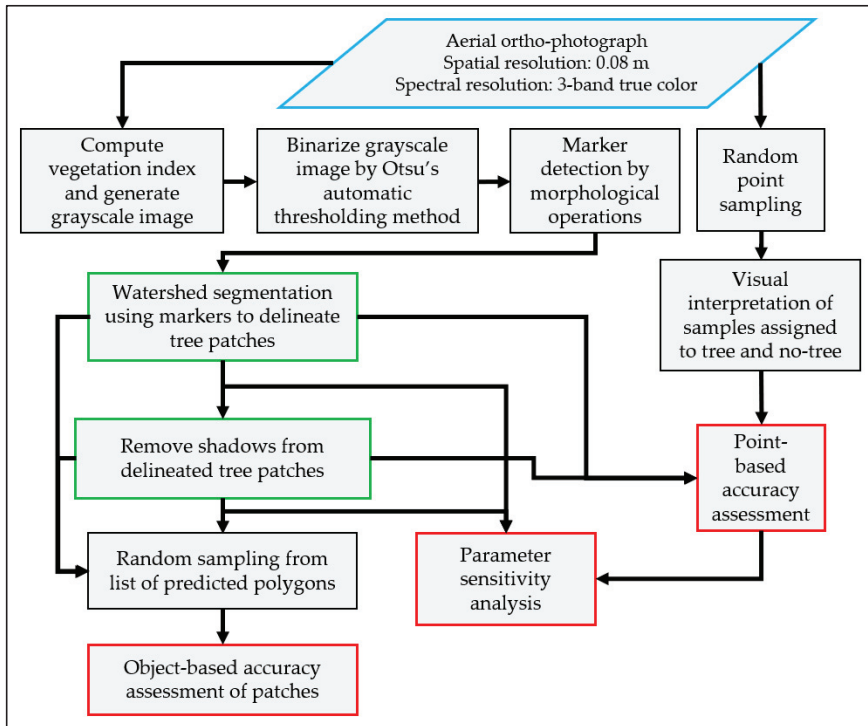 Aerial ortho-photograph
Spatial resolution: 0.08 m
Spectral resolution: 3-band true color
Compute
vegetation index
and generate
grayscale image
Binarize grayscale
image by Otsu's
automatic
thresholding method
Marker
detection by
morphological
operations
Random
point
sampling
Watershed segmentation
using markers to delineate
tree patches
Visual
interpretation of
samples assigned
to tree and no-tree
Remove shadows from
delineated tree patches
Point-
based
accuracy
assessment
Random sampling from
list of predicted polygons
Parameter
sensitivity
analysis
Object-based accuracy
assessment of patches